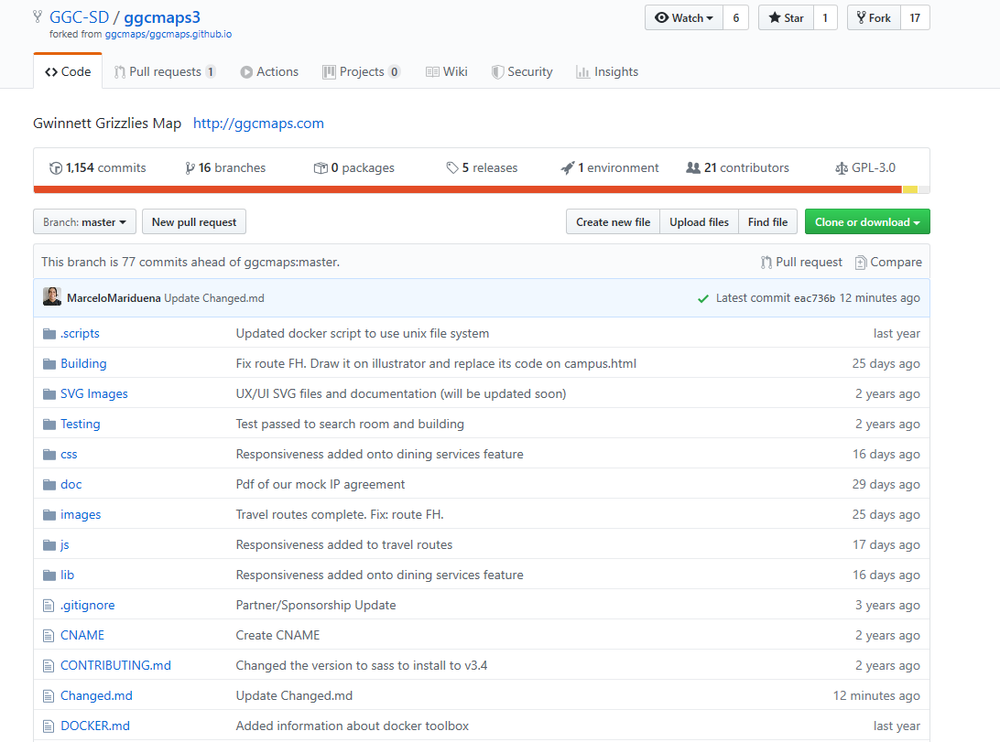 GGC-SD / ggcmaps3
Watch 6 Star 1 Fork 17
forked from ggcmaps/ggcmaps.github.io
Code Pull requests 1 Actions Projects 0 Wiki Security Insights
Gwinnett Grizzlies Map http://ggcmaps.com
1,154 commits 16 branches 0 packages 5 releases 1 environment 21 contributors GPL-3.0
Branch: master New pull request Create new file Upload files Find file Clone or download
This branch is 77 commits ahead of ggcmaps:master. Pull request Compare
MarceloMariduena Update Changed.md Latest commit eac736b 12 minutes ago
.scripts Updated docker script to use unix file system last year
Building Fix route FH. Draw it on illustrator and replace its code on campus.html 25 days ago
SVG Images UX/UI SVG files and documentation (will be updated soon) 2 years ago
Testing Test passed to search room and building 2 years ago
css Responsiveness added onto dining services feature 16 days ago
doc Pdf of our mock IP agreement 29 days ago
images Travel routes complete. Fix: route FH. 25 days ago
js Responsiveness added to travel routes 17 days ago
lib Responsiveness added onto dining services feature 16 days ago
.gitignore Partner/Sponsorship Update 3 years ago
CNAME Create CNAME 2 years ago
CONTRIBUTING.md Changed the version to sass to install to v3.4 2 years ago
Changed.md Update Changed.md 12 minutes ago
DOCKER.md Added information about docker toolbox last year